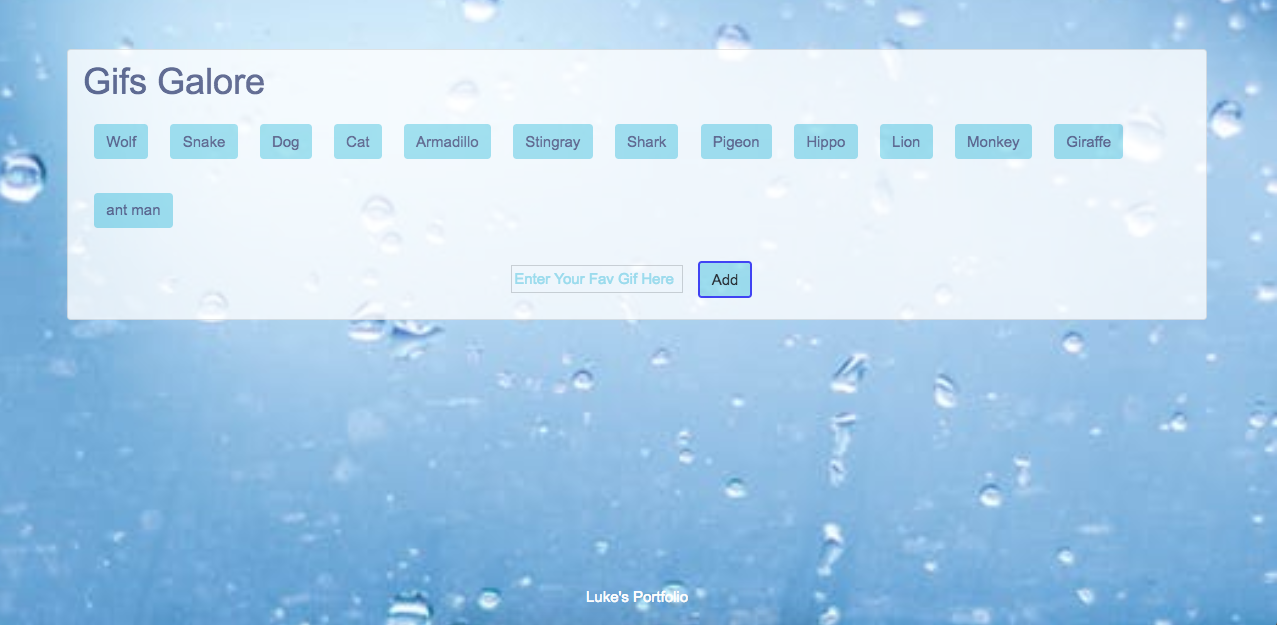 Gifs Galore
Wolf Snake Dog Cat Armadillo Stingray Shark Pigeon Hippo Lion Monkey Giraffe
ant man
Enter Your Fav Gif Here Add
Luke's Portfolio